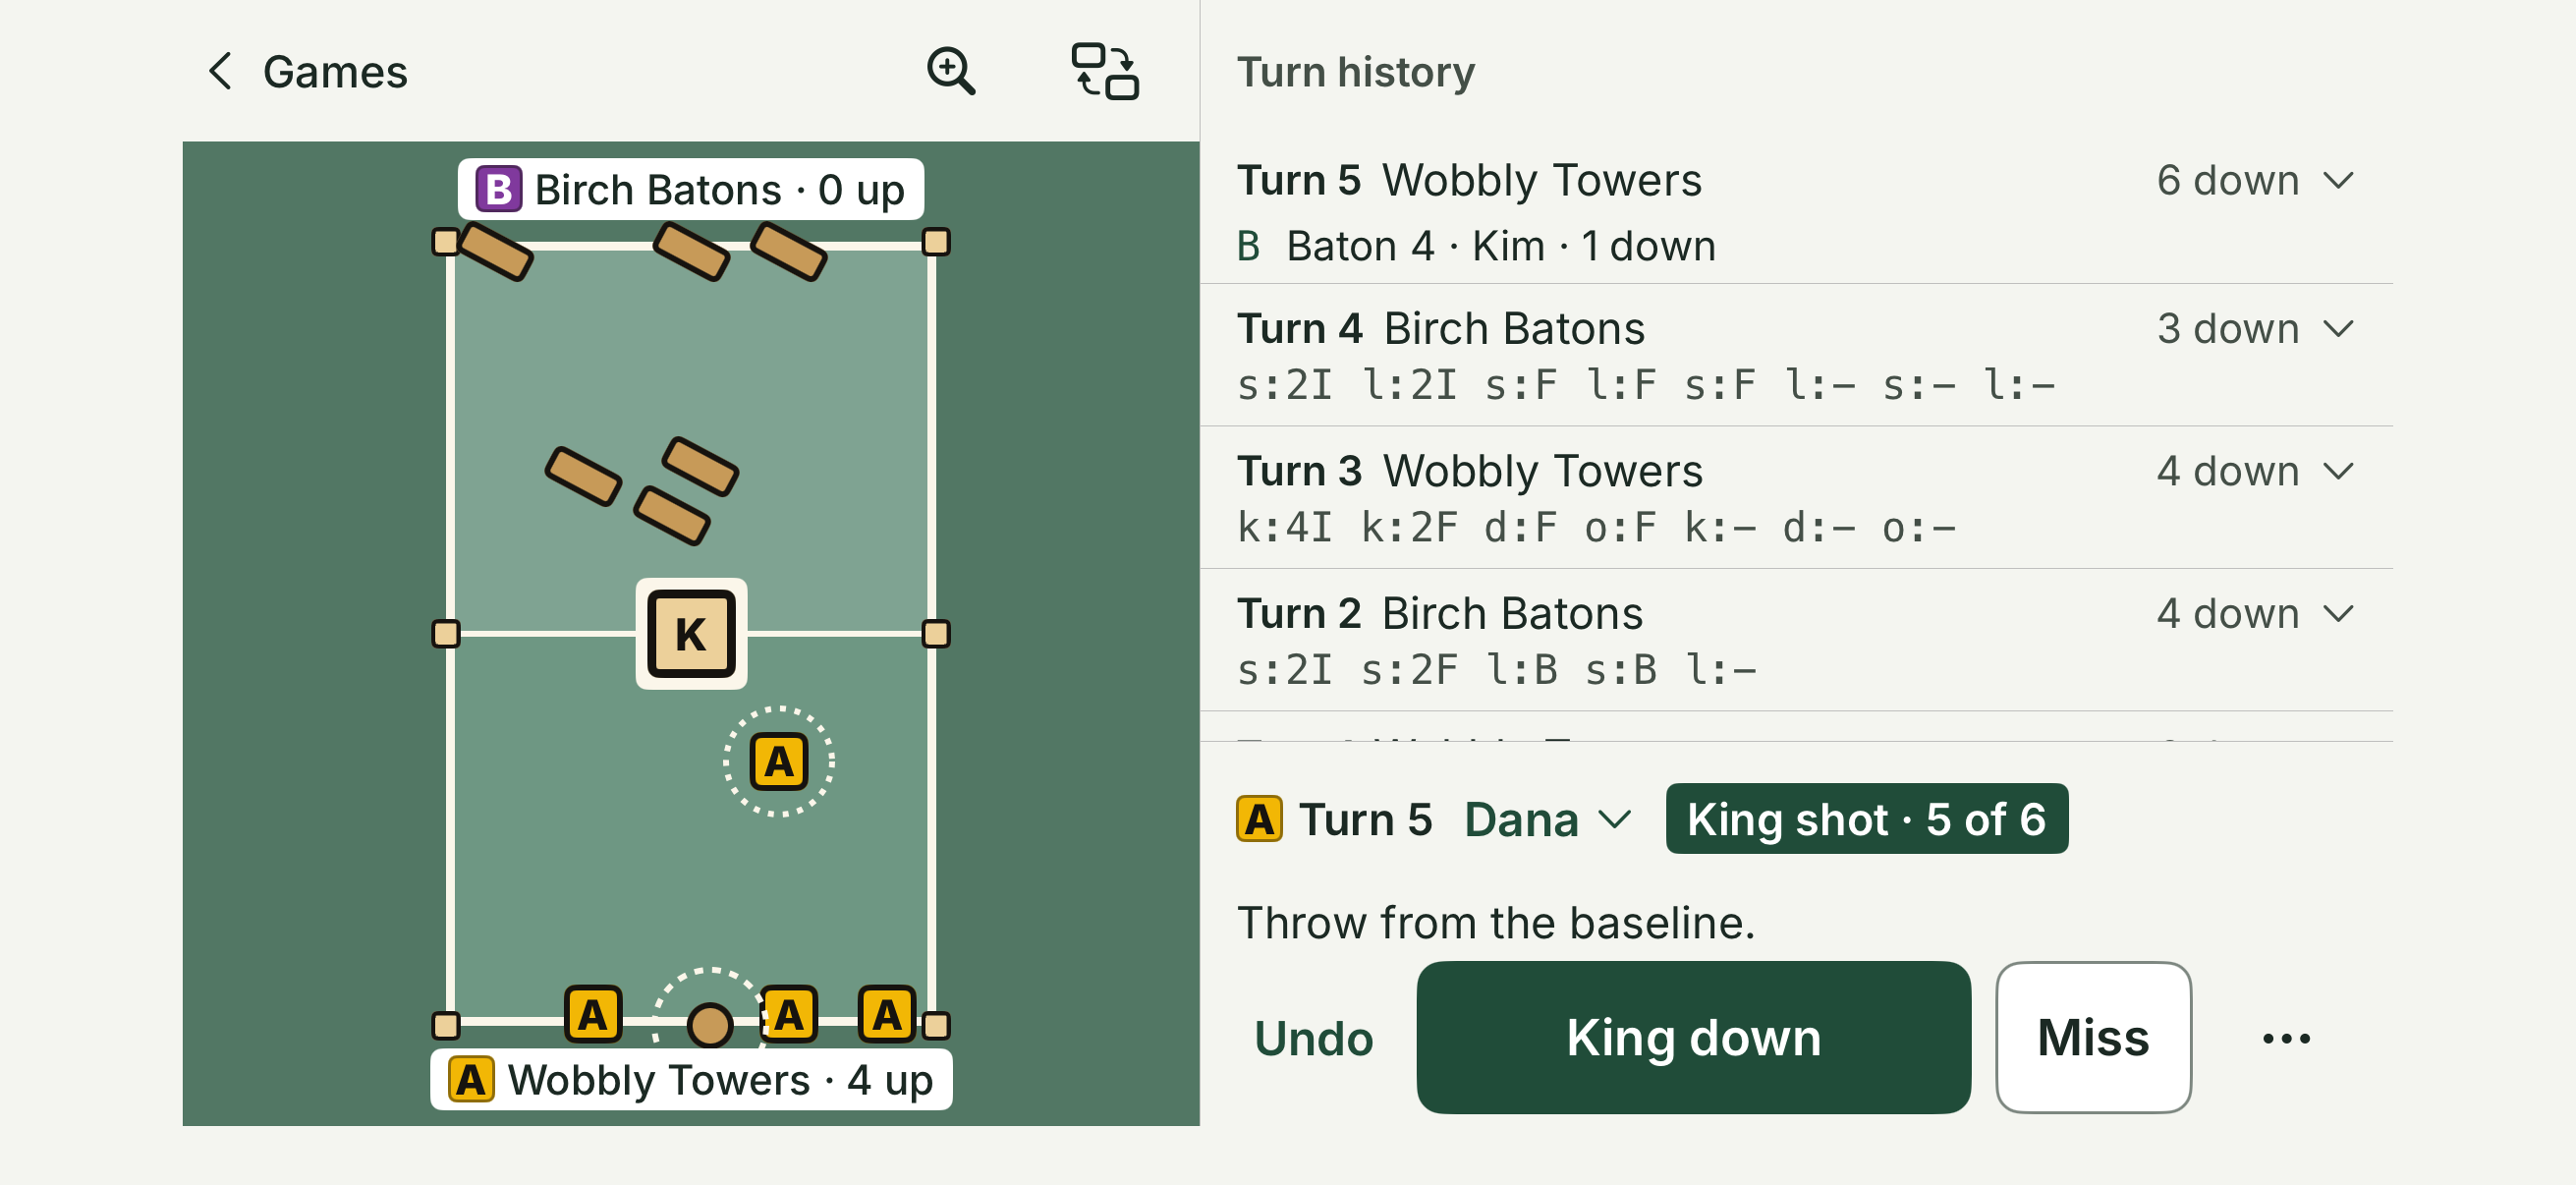 Games
B Birch Batons · 0 up
K
A
A A A
A Wobbly Towers · 4 up
Turn history
Turn 5 Wobbly Towers 6 down
B Baton 4 · Kim · 1 down
Turn 4 Birch Batons 3 down
s:2I l:2I s:F l:F s:F l:– s:– l:–
Turn 3 Wobbly Towers 4 down
k:4I k:2F d:F o:F k:– d:– o:–
Turn 2 Birch Batons 4 down
s:2I s:2F l:B s:B l:–
A Turn 5 Dana King shot · 5 of 6
Throw from the baseline.
Undo King down Miss